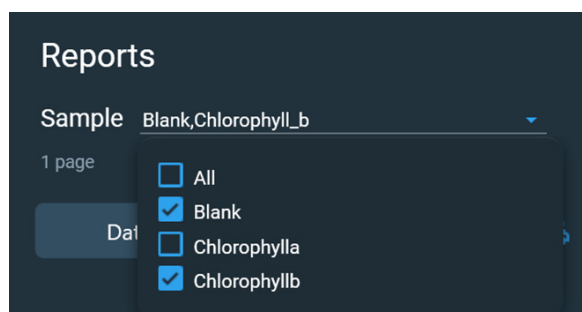 Reports
Sample Blank,Chlorophyll_b
1 page
All
Blank
Dat
Chlorophylla
Chlorophyllb